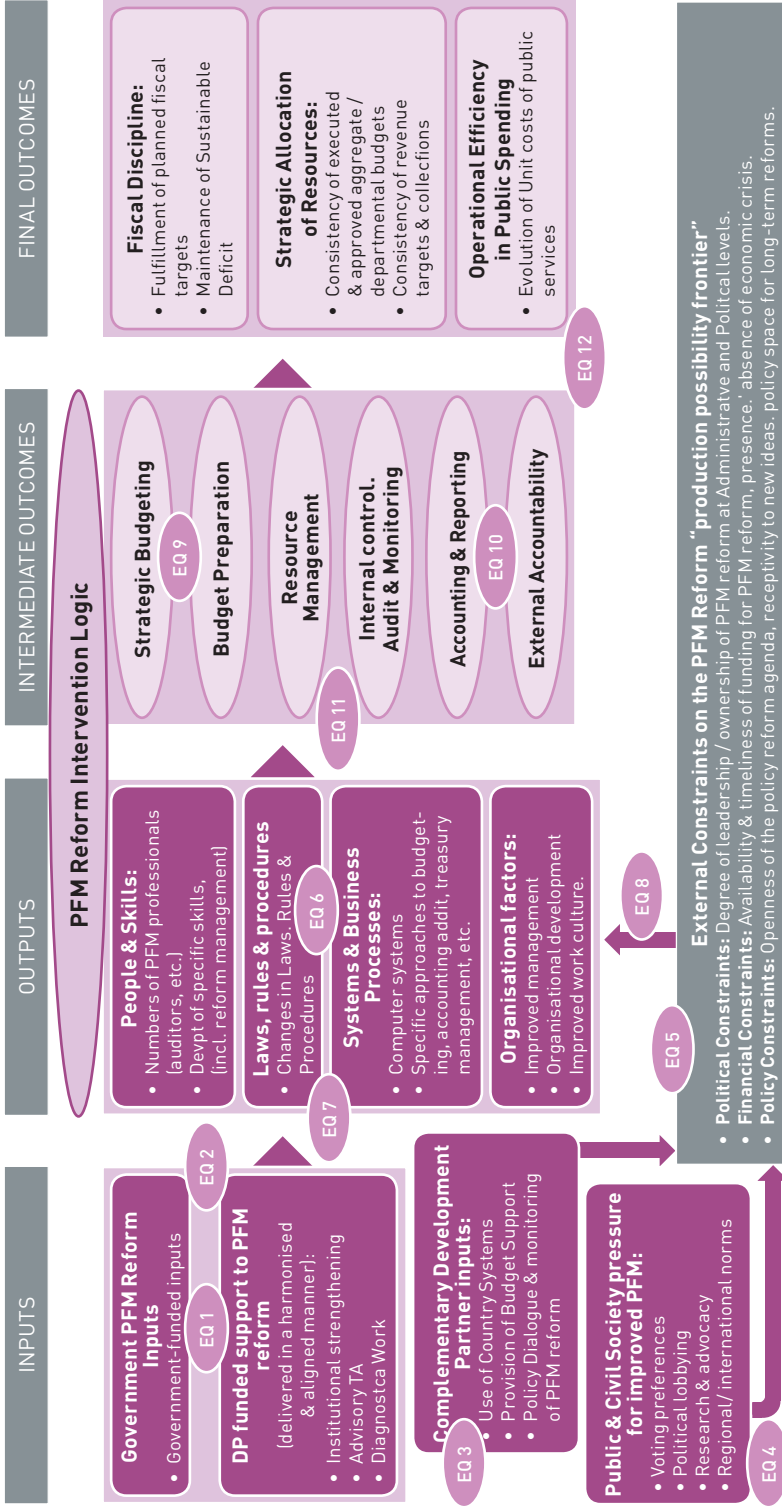 INPUTS
OUTPUTS
INTERMEDIATE OUTCOMES
FINAL OUTCOMES
PFM Reform Intervention Logic
Government PFM Reform
Inputs
• Government-funded inputs
EQ 1
EQ 2
DP funded support to PFM
reform
(delivered in a harmonised
& aligned manner):
• Institutional strengthening
• Advisory TA
• Diagnostca Work
Complementary Development
Partner inputs:
EQ 3
• Use of Country Systems
• Provision of Budget Support
• Policy Dialogue & monitoring
of PFM reform
Public & Civil Society pressure
for improved PFM:
• Voting preferences
• Political lobbying
• Research & advocacy
• Regional/ international norms
EQ 4
People & Skills:
• Numbers of PFM professionals
(auditors, etc.)
• Devpt of specific skills,
(incl. reform management)
Laws, rules & procedures
• Changes in Laws. Rules &
Procedures
EQ 6
EQ 7
Systems & Business
Processes:
• Computer systems
• Specific approaches to budget-
ing, accounting addit, treasury
management, etc.
Organisational factors:
• Improved management
• Organisational development
• Improved work culture.
EQ 5
EQ 8
Strategic Budgeting
EQ 9
Budget Preparation
Resource
Management
EQ 11
Internal control.
Audit & Monitoring
Accounting & Reporting
EQ 10
External Accountability
Fiscal Discipline:
• Fulfillment of planned fiscal
targets
• Maintenance of Sustainable
Deficit
Strategic Allocation
of Resources:
• Consistency of executed
& approved aggregate /
departmental budgets
• Consistency of revenue
targets & collections
Operational Efficiency
in Public Spending
• Evolution of Unit costs of public
services
EQ 12
External Constraints on the PFM Reform “production possibility frontier”
• Political Constraints: Degree of leadership / ownership of PFM reform at Administratve and Politcal levels.
• Financial Constraints: Availability & timeliness of funding for PFM reform, presence.' absence of economic crisis.
• Policy Constraints: Openness of the policy reform agenda, receptivity to new ideas. policy space for long-term reforms.